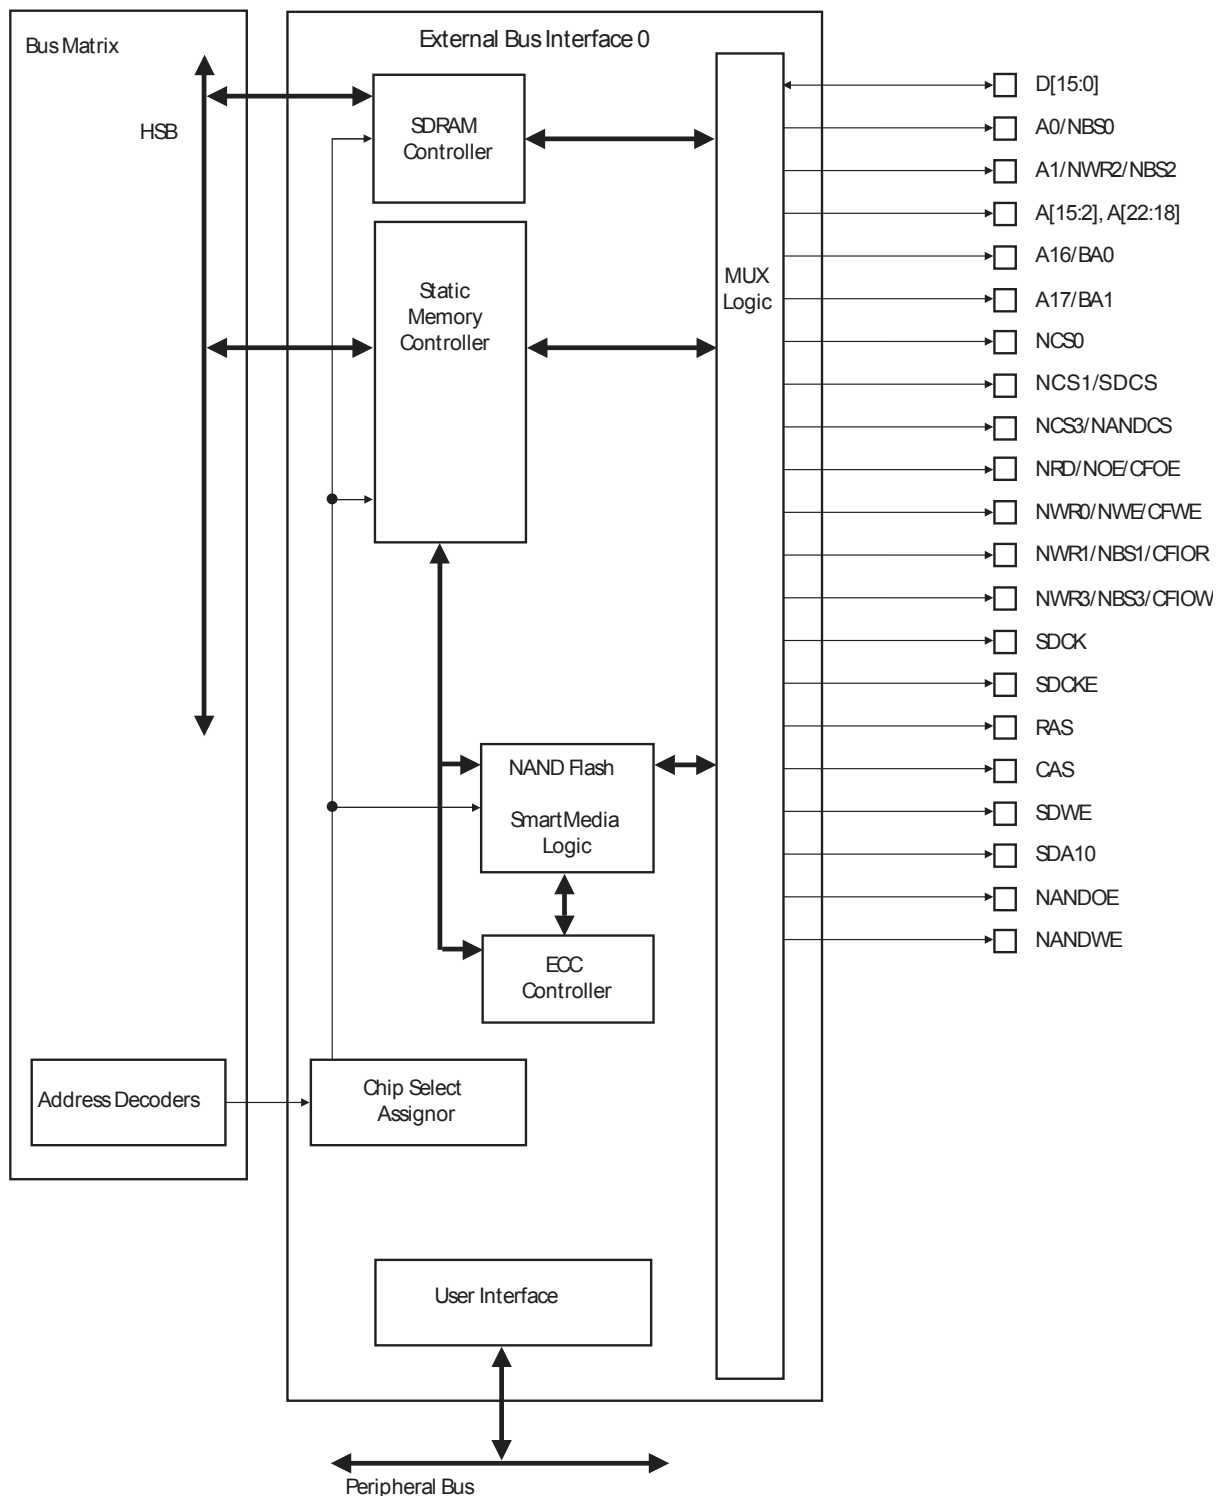 Bus Matrix
External Bus Interface 0
HSB
SDRAM
Controller
Static
Memory
Controller
MUX
Logic
NAND Flash
SmartMedia
Logic
ECC
Controller
Address Decoders
Chip Select
Assignor
User Interface
Peripheral Bus
D[15:0]
A0/NBS0
A1/NWR2/NBS2
A[15:2], A[22:18]
A16/BA0
A17/BA1
NCS0
NCS1/SDCS
NCS3/NANDCS
NRD/NOE/CFOE
NWR0/NWE/CFWE
NWR1/NBS1/CFIOR
NWR3/NBS3/CFIOW
SDCK
SDCKE
RAS
CAS
SDWE
SDA10
NANDOE
NANDWE